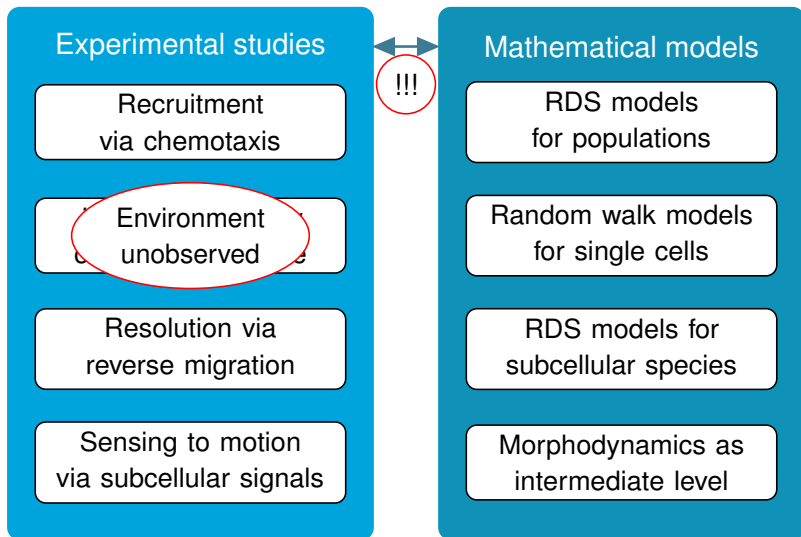 Experimental studies
Recruitment
via chemotaxis
Environment
unobserved
Resolution via
reverse migration
Sensing to motion
via subcellular signals
!!!
Mathematical models
RDS models
for populations
Random walk models
for single cells
RDS models for
subcellular species
Morphodynamics as
intermediate level